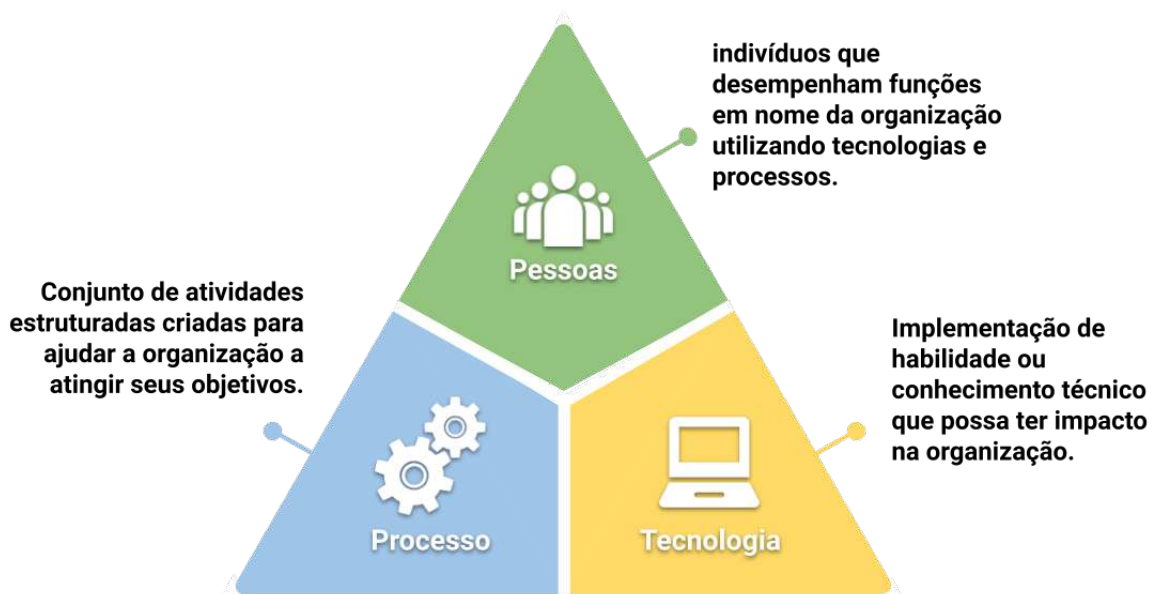 indivíduos que
desempenham funções
em nome da organização
utilizando tecnologias e
processos.
Pessoas
Conjunto de atividades
estruturadas criadas para
ajudar a organização a
atingir seus objetivos.
Implementação de
habilidade ou
conhecimento técnico
que possa ter impacto
na organização.
Processo
Tecnologia